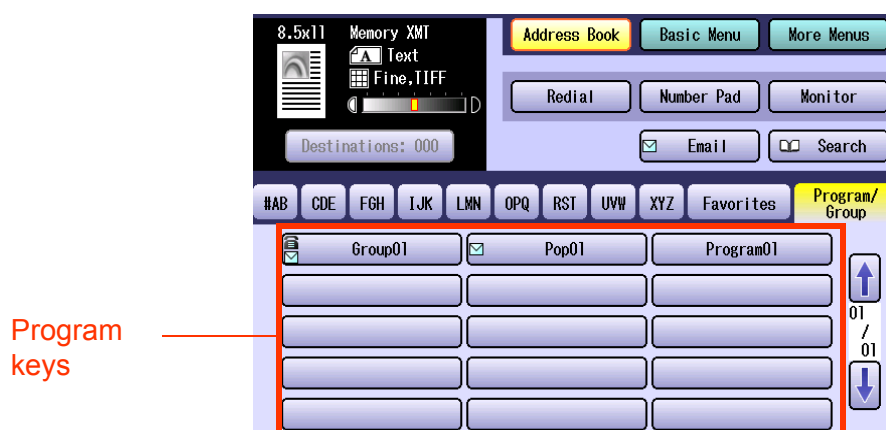 8.5x11 Memory XMT
A Text
Fine,TIFF
D
Destinations: 000
Address Book Basic Menu More Menus
Redial Number Pad Monitor
Email Search
#AB CDE FGH IJK LMN OPQ RST UVW XYZ Favorites Program/
Group
Group01 Pop01 Program01
01
/
01
Program
keys